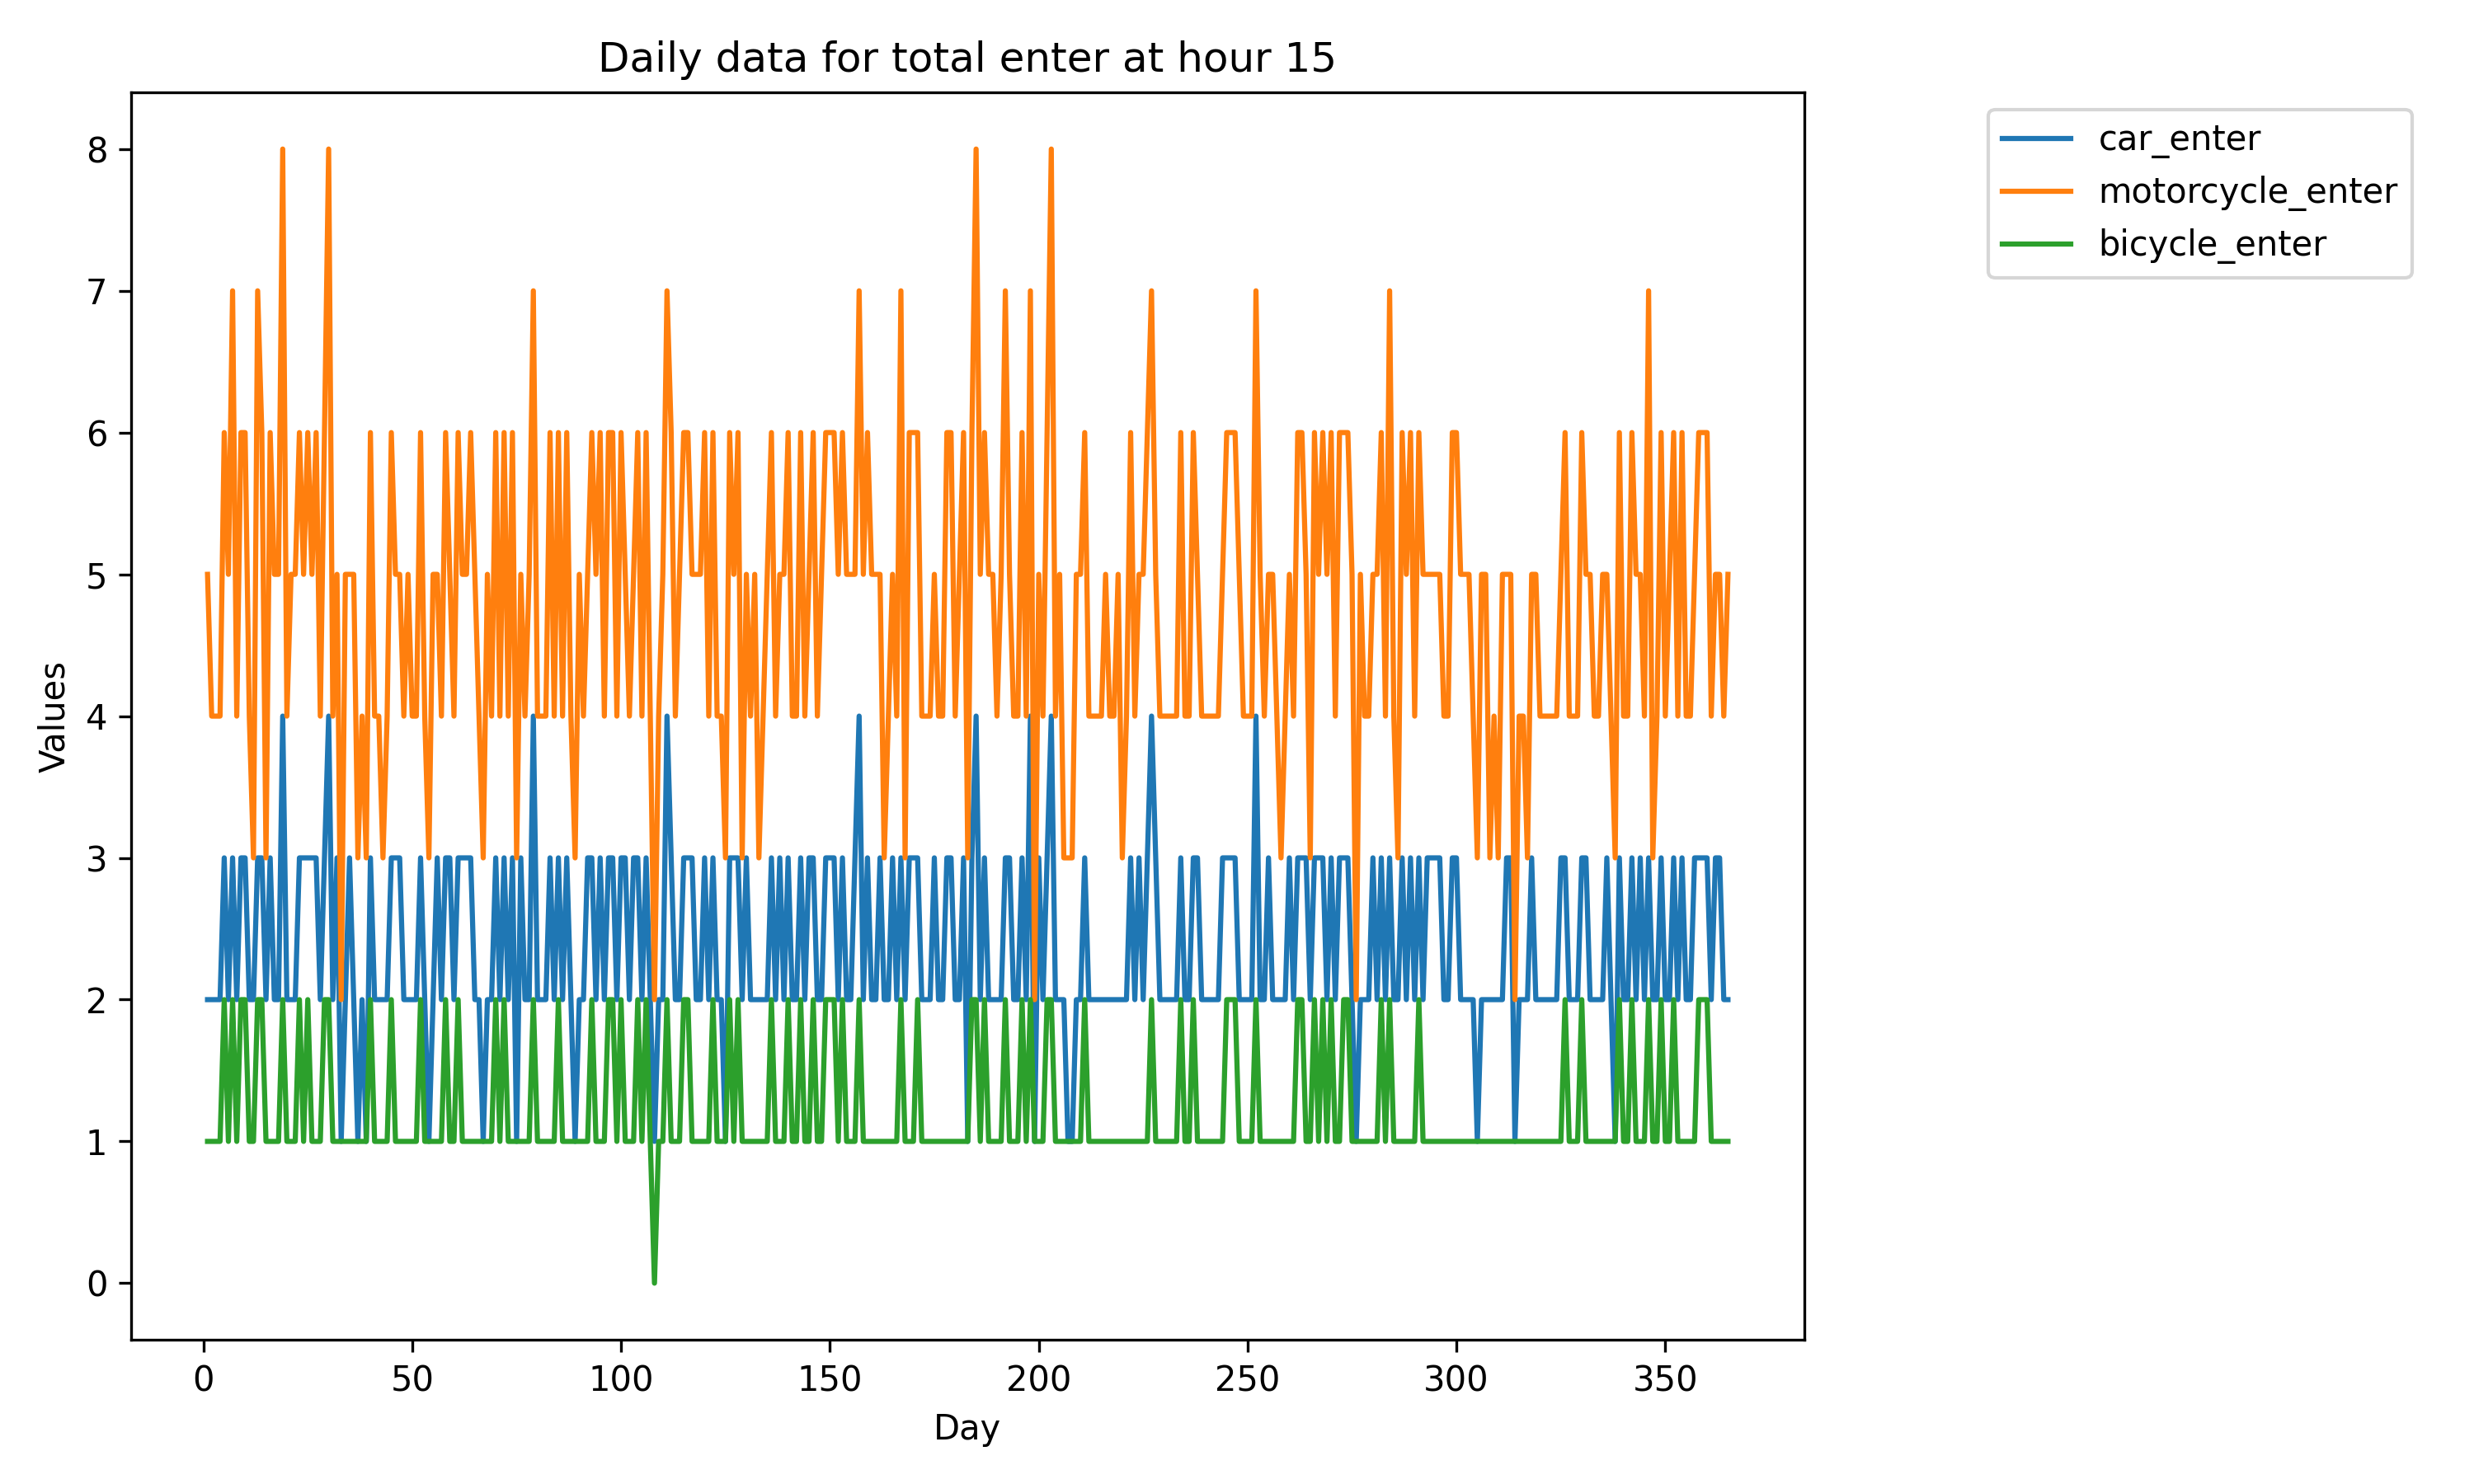 Daily data for total enter at hour 15
car_enter
motorcycle_enter
bicycle_enter
Values
8
7
6
5
4
3
2
1
0
0 50 100 150 200 250 300 350
Day